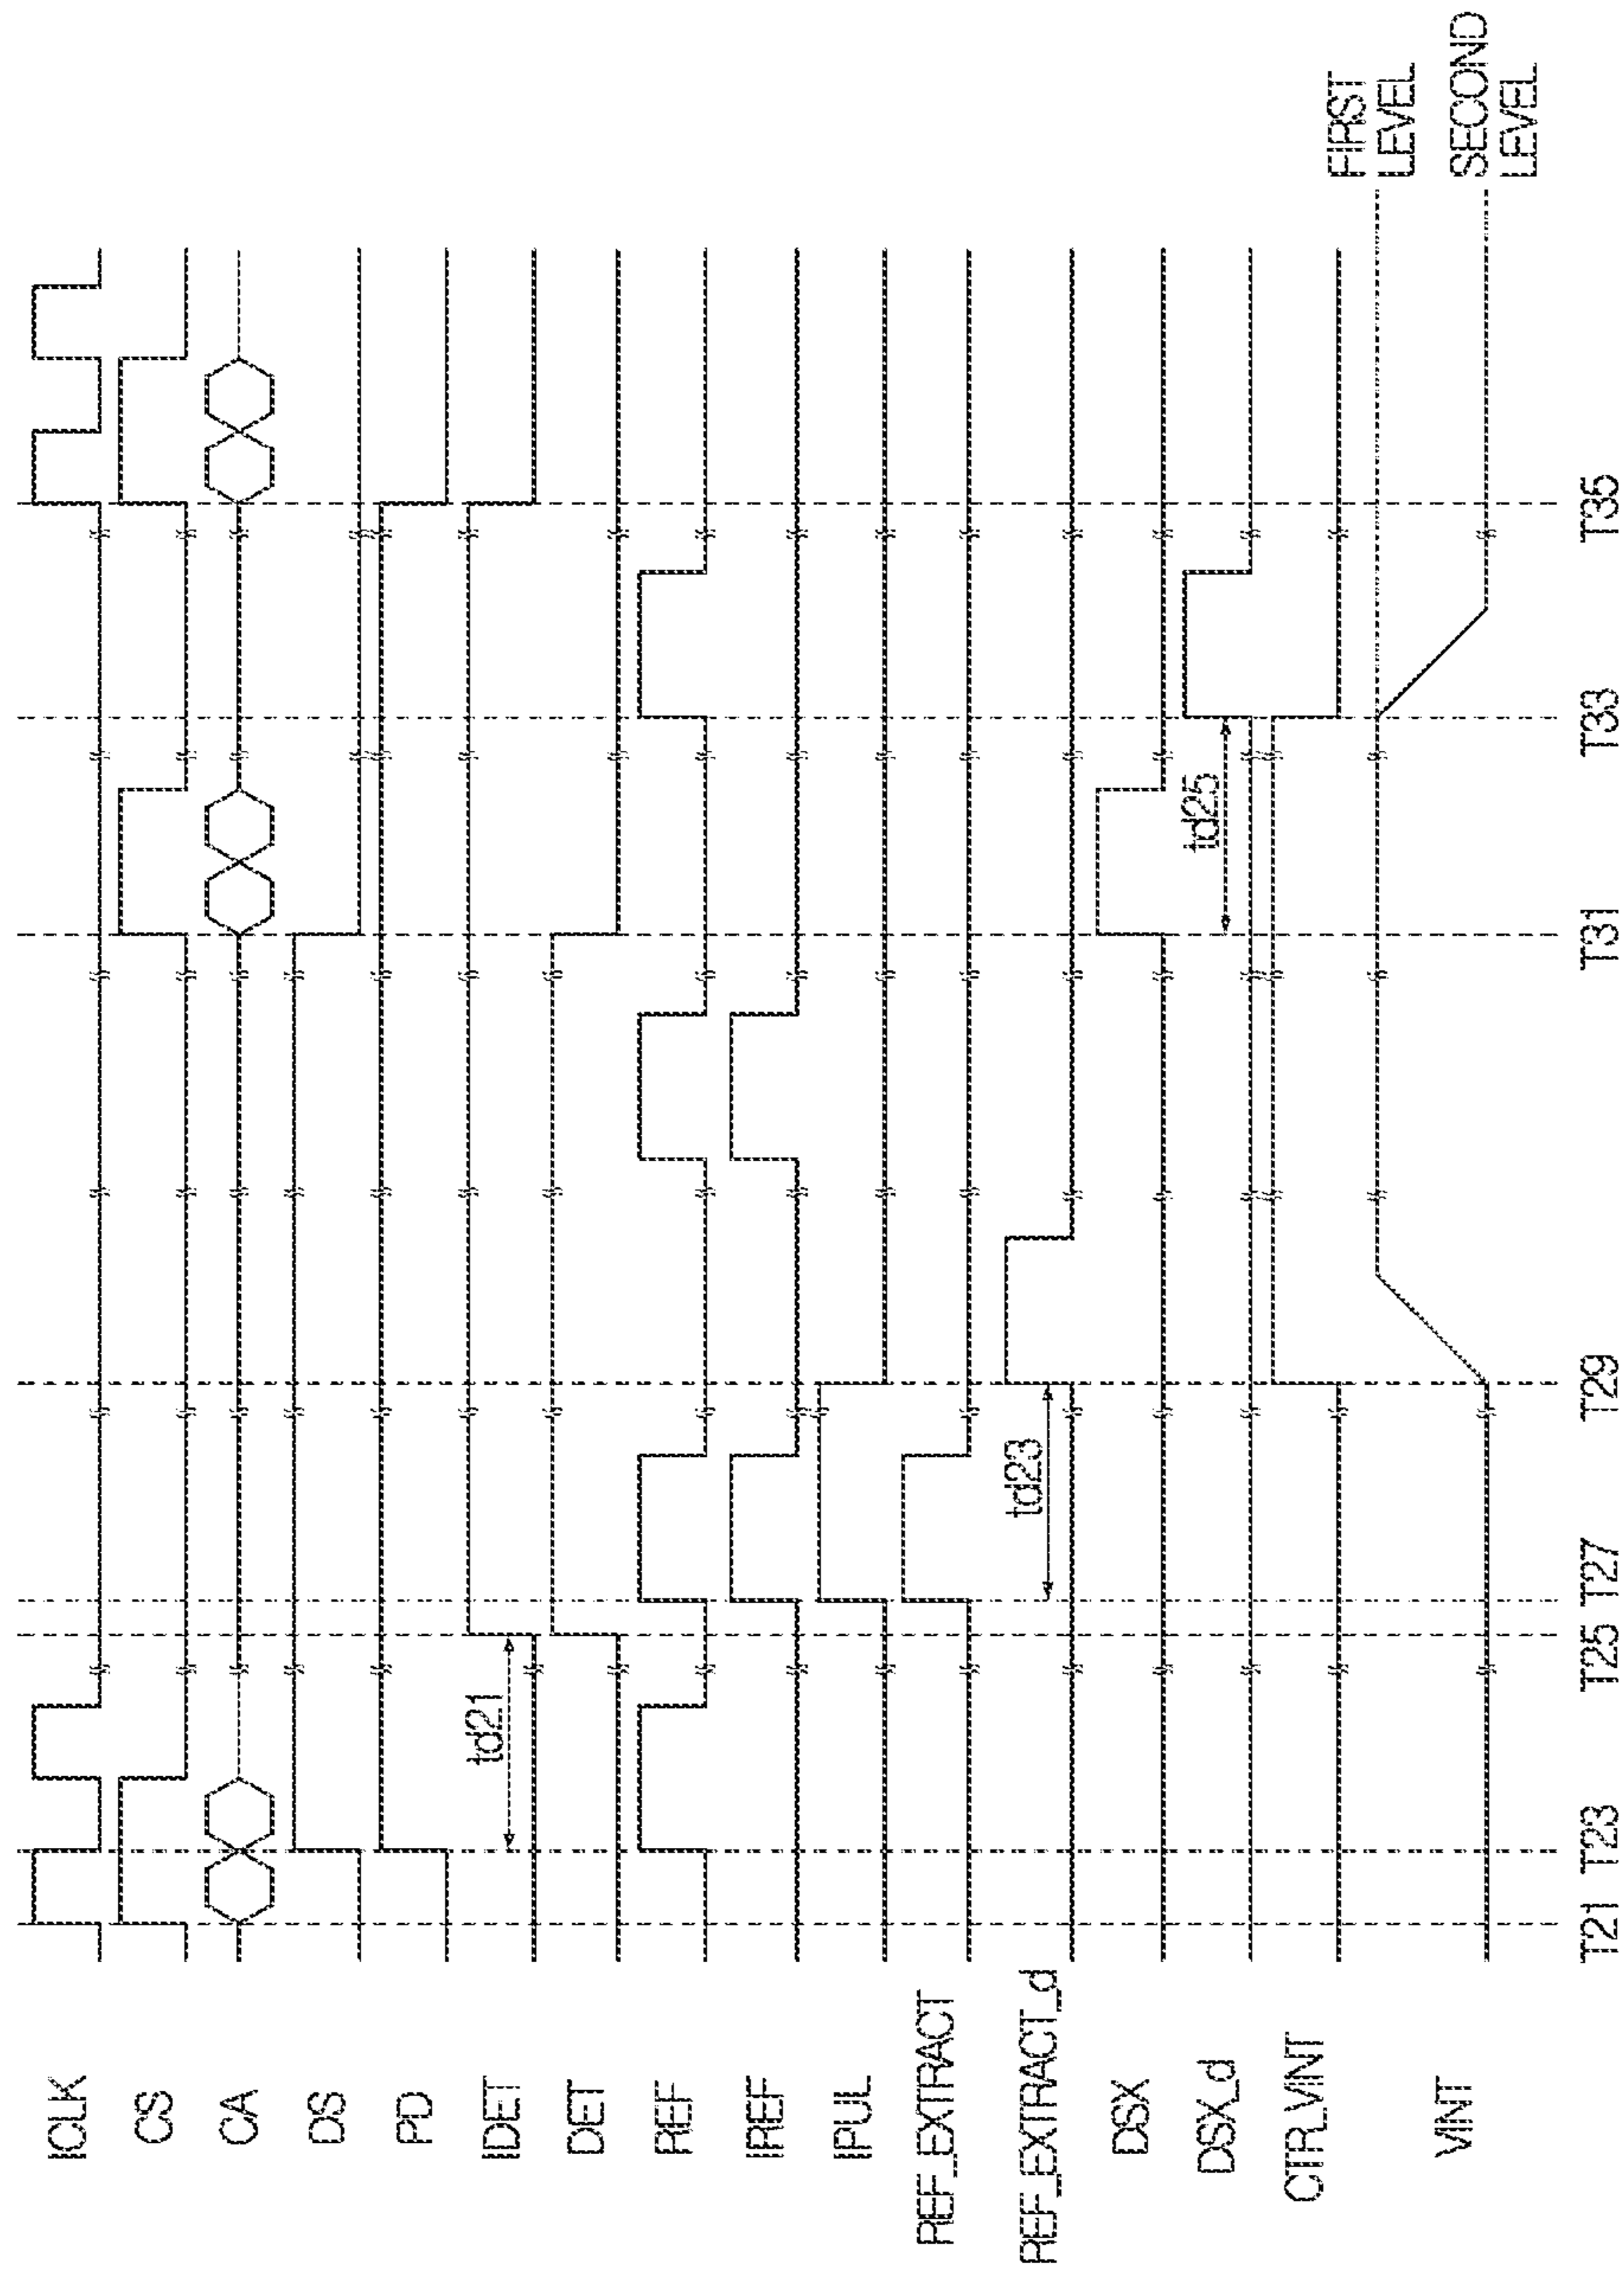 ICLK
CS
CA
DS
PD
IDET
td21
DET
REF
IREF
IPUL
REF_EXTRACT
REF_EXTRACT_d
td23
DSX
DSX_d
td25
CTR_VINT
VINT
FIRST
LEVEL
SECOND
LEVEL
T21 T23 T25 T27 T29 T31 T33 T35